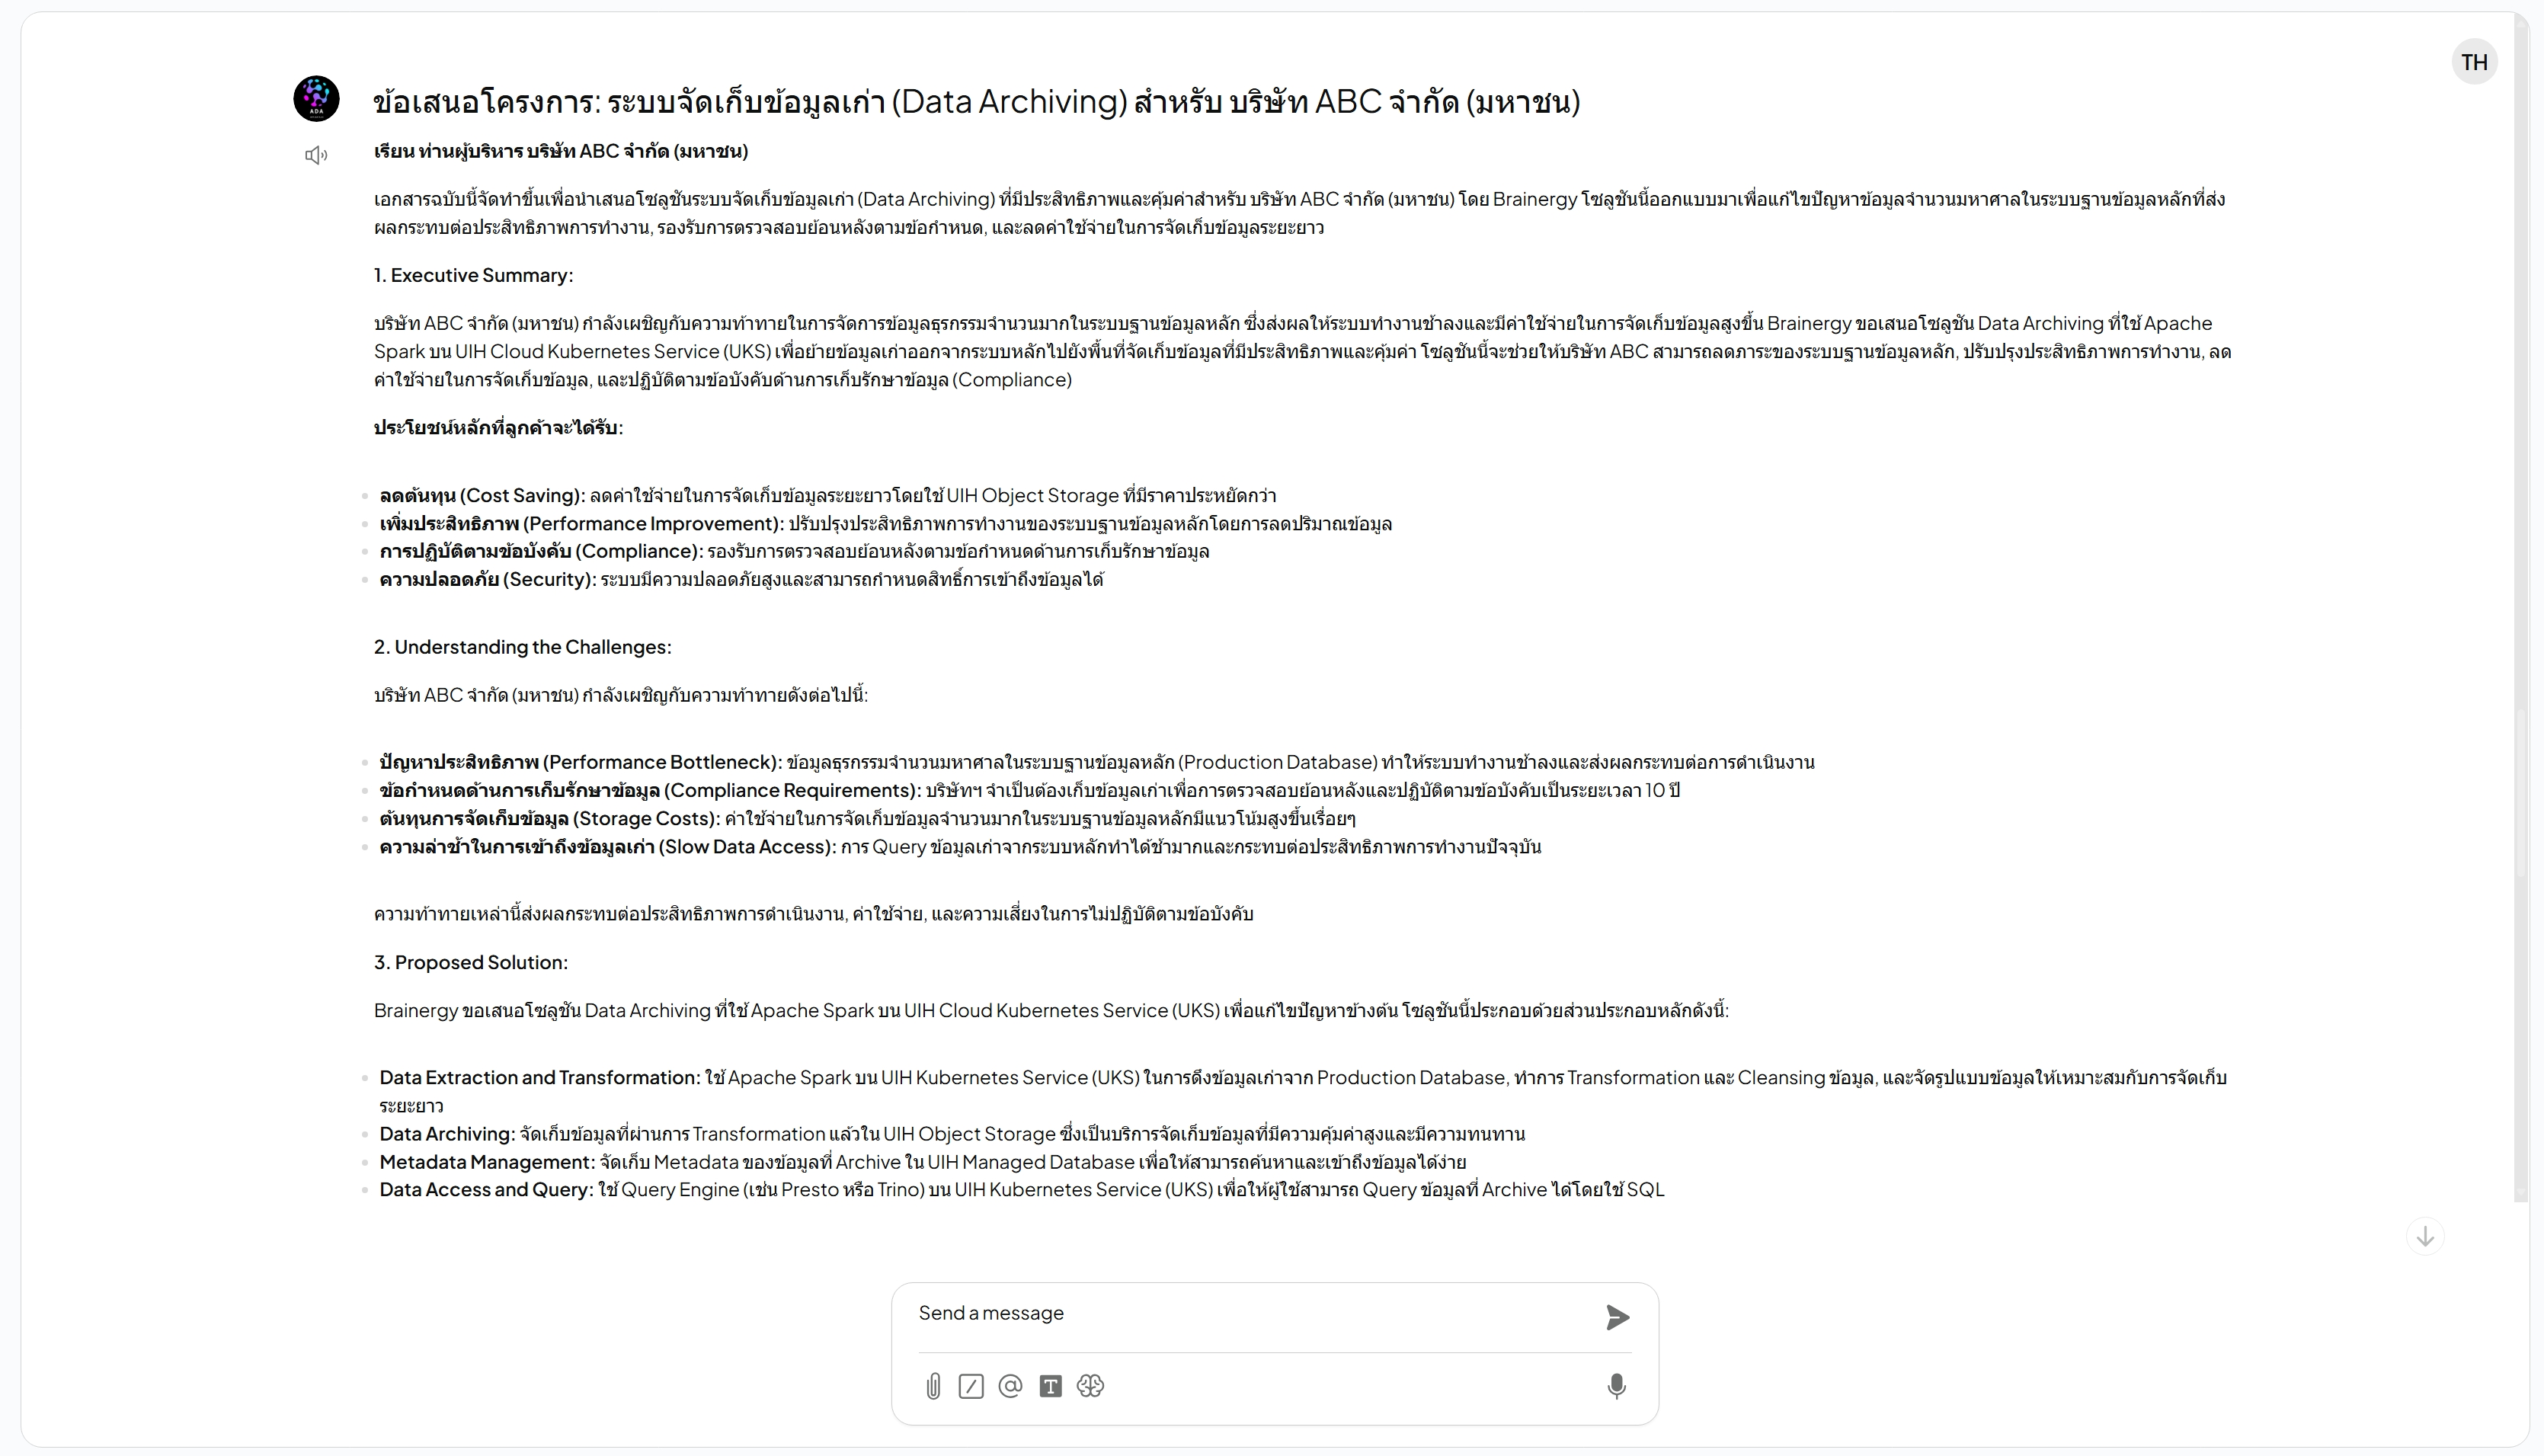 TH
ADA
ข้อเสนอโครงการ: ระบบจัดเก็บข้อมูลเก่า (Data Archiving) สำหรับ บริษัท ABC จำกัด (มหาชน)
เรียน ท่านผู้บริหาร บริษัท ABC จำกัด (มหาชน)
เอกสารฉบับนี้จัดทำขึ้นเพื่อนำเสนอโซลูชันระบบจัดเก็บข้อมูลเก่า (Data Archiving) ที่มีประสิทธิภาพและคุ้มค่าสำหรับ บริษัท ABC จำกัด (มหาชน) โดย Brainergy โซลูชันนี้ออกแบบมาเพื่อแก้ไขปัญหาข้อมูลจำนวนมหาศาลในระบบฐานข้อมูลหลักที่ส่ง
ผลกระทบต่อประสิทธิภาพการทำงาน, รองรับการตรวจสอบย้อนหลังตามข้อกำหนด, และลดค่าใช้จ่ายในการจัดเก็บข้อมูลระยะยาว
1. Executive Summary:
บริษัท ABC จำกัด (มหาชน) กำลังเผชิญกับความท้าทายในการจัดการข้อมูลธุรกรรมจำนวนมากในระบบฐานข้อมูลหลัก ซึ่งส่งผลให้ระบบทำงานช้าลงและมีค่าใช้จ่ายในการจัดเก็บข้อมูลสูงขึ้น Brainergy ขอเสนอโซลูชัน Data Archiving ที่ใช้ Apache
Spark บน UIH Cloud Kubernetes Service (UKS) เพื่อย้ายข้อมูลเก่าออกจากระบบหลักไปยังพื้นที่จัดเก็บข้อมูลที่มีประสิทธิภาพและคุ้มค่า โซลูชันนี้จะช่วยให้บริษัท ABC สามารถลดภาระของระบบฐานข้อมูลหลัก, ปรับปรุงประสิทธิภาพการทำงาน, ลด
ค่าใช้จ่ายในการจัดเก็บข้อมูล, และปฏิบัติตามข้อบังคับด้านการเก็บรักษาข้อมูล (Compliance)
ประโยชน์หลักที่ลูกค้าจะได้รับ:
ลดต้นทุน (Cost Saving): ลดค่าใช้จ่ายในการจัดเก็บข้อมูลระยะยาวโดยใช้ UIH Object Storage ที่มีราคาประหยัดกว่า
เพิ่มประสิทธิภาพ (Performance Improvement): ปรับปรุงประสิทธิภาพการทำงานของระบบฐานข้อมูลหลักโดยการลดปริมาณข้อมูล
การปฏิบัติตามข้อบังคับ (Compliance): รองรับการตรวจสอบย้อนหลังตามข้อกำหนดด้านการเก็บรักษาข้อมูล
ความปลอดภัย (Security): ระบบมีความปลอดภัยสูงและสามารถกำหนดสิทธิ์การเข้าถึงข้อมูลได้
2. Understanding the Challenges:
บริษัท ABC จำกัด (มหาชน) กำลังเผชิญกับความท้าทายดังต่อไปนี้:
ปัญหาประสิทธิภาพ (Performance Bottleneck): ข้อมูลธุรกรรมจำนวนมหาศาลในระบบฐานข้อมูลหลัก (Production Database) ทำให้ระบบทำงานช้าลงและส่งผลกระทบต่อการดำเนินงาน
ข้อกำหนดด้านการเก็บรักษาข้อมูล (Compliance Requirements): บริษัทฯ จำเป็นต้องเก็บข้อมูลเก่าเพื่อการตรวจสอบย้อนหลังและปฏิบัติตามข้อบังคับเป็นระยะเวลา 10 ปี
ต้นทุนการจัดเก็บข้อมูล (Storage Costs): ค่าใช้จ่ายในการจัดเก็บข้อมูลจำนวนมากในระบบฐานข้อมูลหลักมีแนวโน้มสูงขึ้นเรื่อยๆ
ความล่าช้าในการเข้าถึงข้อมูลเก่า (Slow Data Access): การ Query ข้อมูลเก่าจากระบบหลักทำได้ช้ามากและกระทบต่อประสิทธิภาพการทำงานปัจจุบัน
ความท้าทายเหล่านี้ส่งผลกระทบต่อประสิทธิภาพการดำเนินงาน, ค่าใช้จ่าย, และความเสี่ยงในการไม่ปฏิบัติตามข้อบังคับ
3. Proposed Solution:
Brainergy ขอเสนอโซลูชัน Data Archiving ที่ใช้ Apache Spark บน UIH Cloud Kubernetes Service (UKS) เพื่อแก้ไขปัญหาข้างต้น โซลูชันนี้ประกอบด้วยส่วนประกอบหลักดังนี้:
Data Extraction and Transformation: ใช้ Apache Spark บน UIH Kubernetes Service (UKS) ในการดึงข้อมูลเก่าจาก Production Database, ทำการ Transformation และ Cleansing ข้อมูล, และจัดรูปแบบข้อมูลให้เหมาะสมกับการจัดเก็บ
ระยะยาว
Data Archiving: จัดเก็บข้อมูลที่ผ่านการ Transformation แล้วใน UIH Object Storage ซึ่งเป็นบริการจัดเก็บข้อมูลที่มีความคุ้มค่าสูงและมีความทนทาน
Metadata Management: จัดเก็บ Metadata ของข้อมูลที่ Archive ใน UIH Managed Database เพื่อให้สามารถค้นหาและเข้าถึงข้อมูลได้ง่าย
Data Access and Query: ใช้ Query Engine (เช่น Presto หรือ Trino) บน UIH Kubernetes Service (UKS) เพื่อให้ผู้ใช้สามารถ Query ข้อมูลที่ Archive ได้โดยใช้ SQL
Send a message